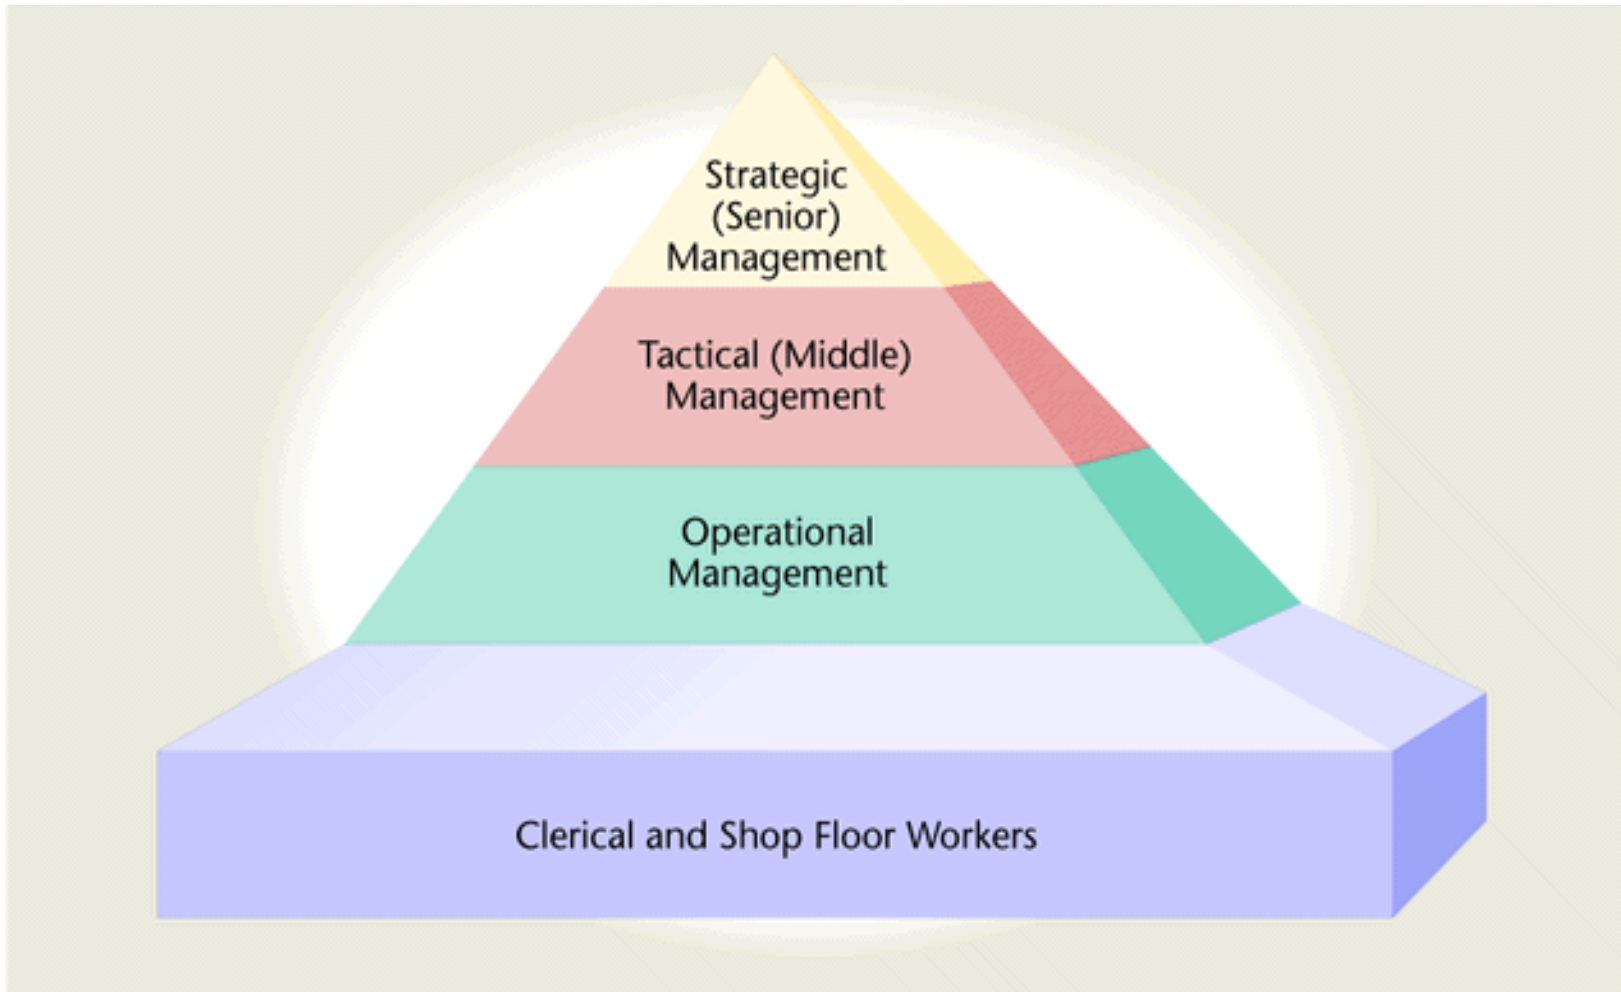 Strategic
(Senior)
Management
Tactical (Middle)
Management
Operational
Management
Clerical and Shop Floor Workers